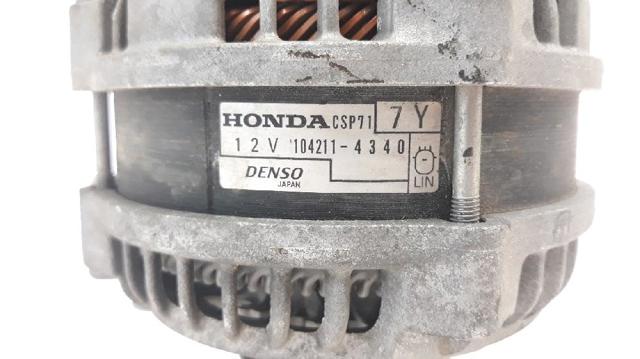 HONDA CSP71 7Y
12V 104211-4340
DENSO
JAPAN
LIN